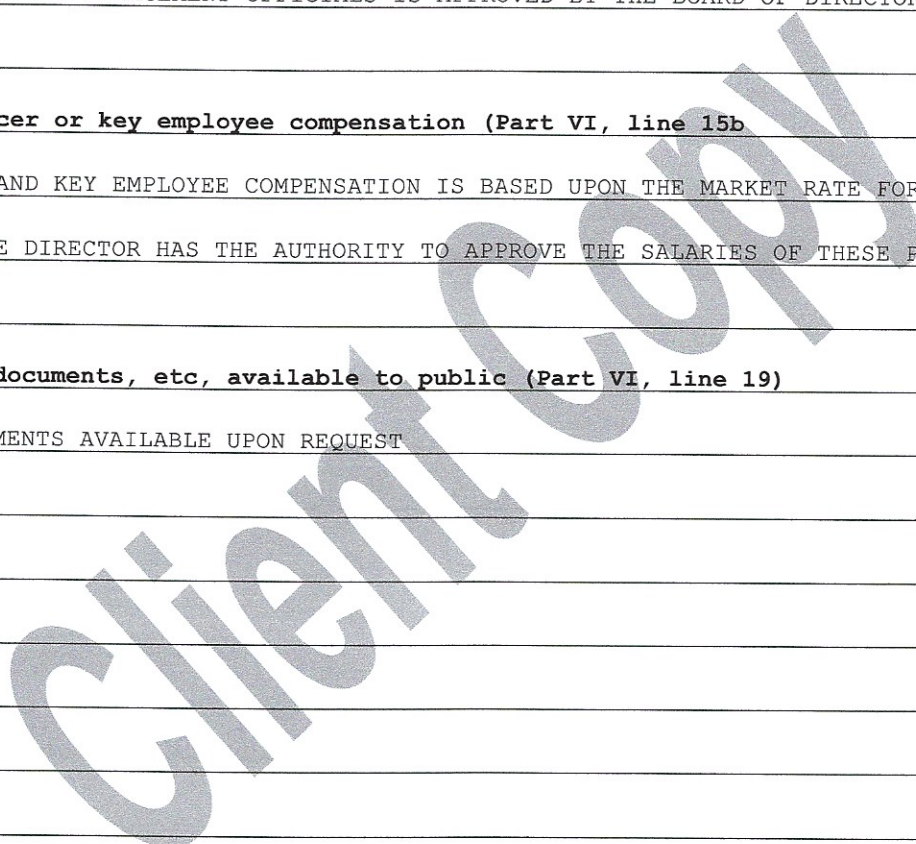 OFFICIALS IS APPROVED BY THE BOARD OF
cer or key employee compensation (Part VI, line 15b
AND KEY EMPLOYEE COMPENSATION IS BASED UPON THE MARKET RATE FOR
E DIRECTOR HAS THE AUTHORITY TO APPROVE THE SALARIES OF THESE
documents, etc, available to public (Part VI, line 19)
MENTS AVAILABLE UPON REQUEST
Client Copy